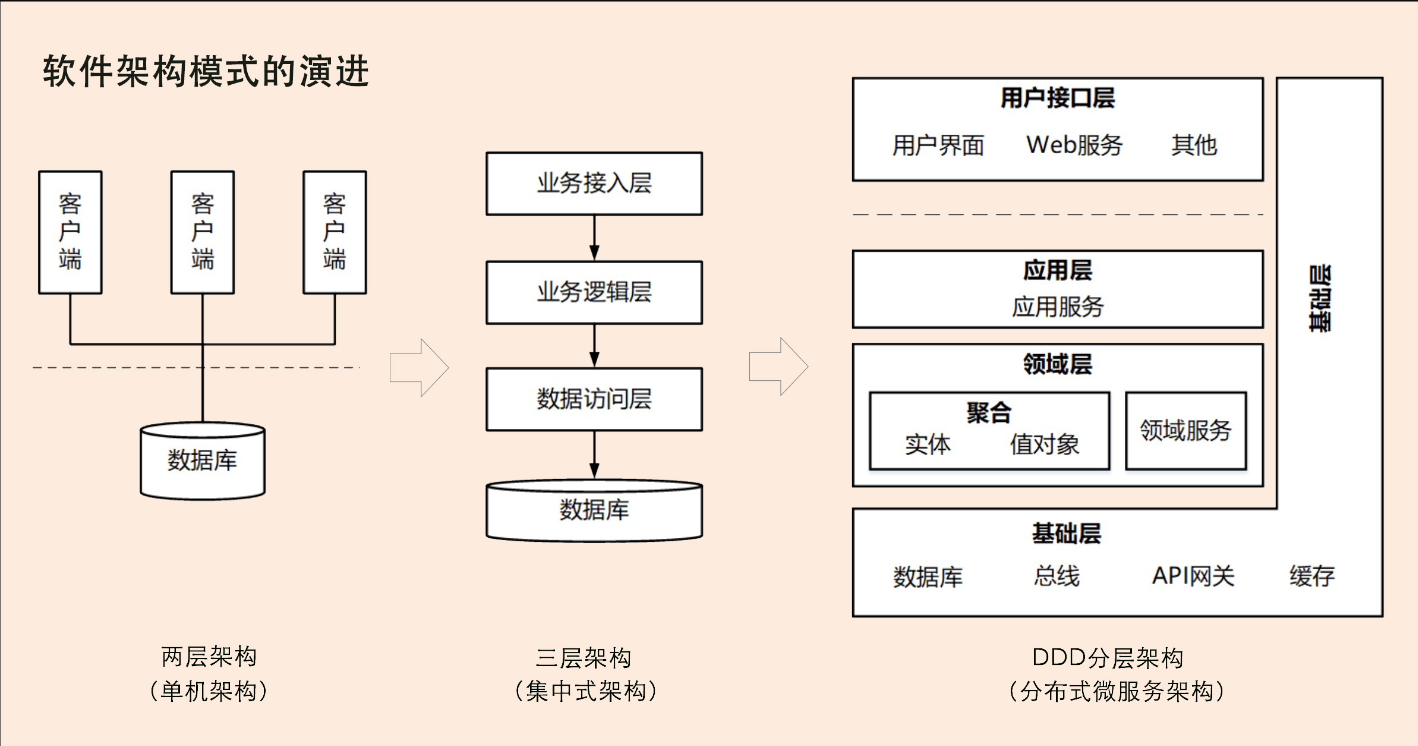 软件架构模式的演进
客户端
客户端
客户端
数据库
两层架构
（单机架构）
业务接入层
业务逻辑层
数据访问层
数据库
三层架构
（集中式架构）
用户接口层
用户界面 Web服务 其他
应用层
应用服务
领域层
聚合
实体 值对象
领域服务
基础层
基础层
数据库 总线 API网关 缓存
DDD分层架构
（分布式微服务架构）